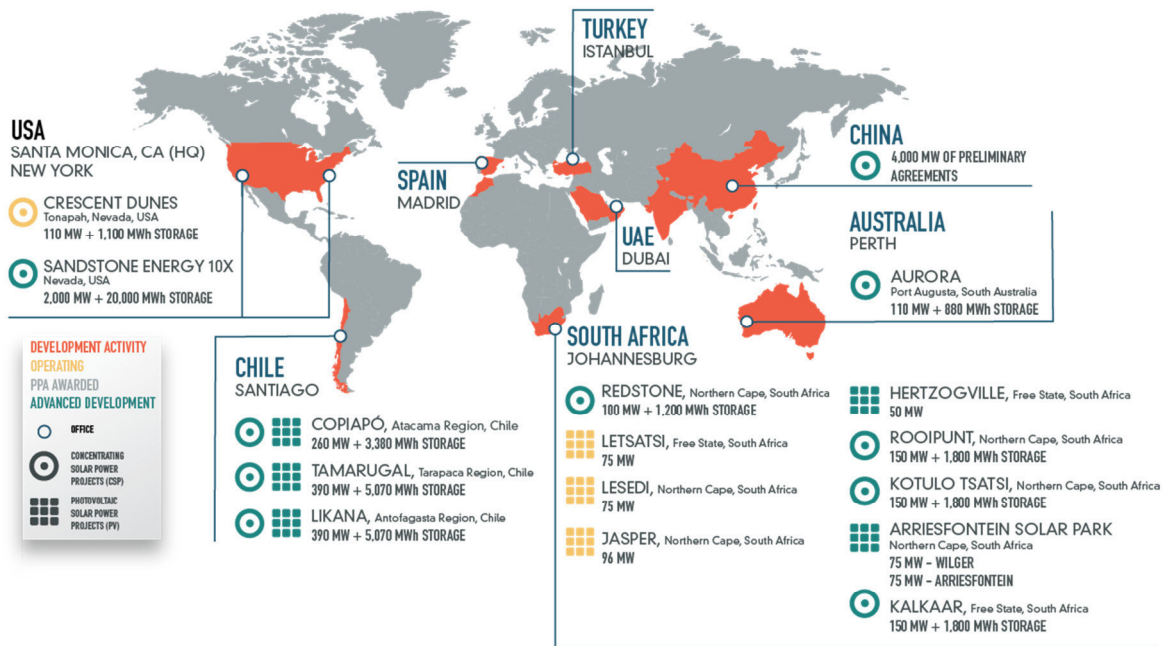 TURKEY
ISTANBUL
USA
SANTA MONICA, CA (HQ)
NEW YORK
CRESCENT DUNES
Tonapah, Nevada, USA
110 MW + 1,100 MWh STORAGE
SANDSTONE ENERGY 10X
Nevada, USA
2,000 MW + 20,000 MWh STORAGE
SPAIN
MADRID
UAE
DUBAI
CHINA
4,000 MW OF PRELIMINARY
AGREEMENTS
AUSTRALIA
PERTH
AURORA
Port Augusta, South Australia
110 MW + 880 MWh STORAGE
DEVELOPMENT ACTIVITY
OPERATING
PPA AWARDED
ADVANCED DEVELOPMENT
OFFICE
CONCENTRATING
SOLAR POWER
PROJECTS (CSP)
PHOTOVOLTAIC
SOLAR POWER
PROJECTS (PV)
CHILE
SANTIAGO
COPIAPÓ, Atacama Region, Chile
260 MW + 3,380 MWh STORAGE
TAMARUGAL, Tarapaca Region, Chile
390 MW + 5,070 MWh STORAGE
LIKANA, Antofagasta Region, Chile
390 MW + 5,070 MWh STORAGE
SOUTH AFRICA
JOHANNESBURG
REDSTONE, Northern Cape, South Africa
100 MW + 1,200 MWh STORAGE
LETSATSI, Free State, South Africa
75 MW
LESEDI, Northern Cape, South Africa
75 MW
JASPER, Northern Cape, South Africa
96 MW
HERTZOGVILLE, Free State, South Africa
50 MW
ROOIPUNT, Northern Cape, South Africa
150 MW + 1,800 MWh STORAGE
KOTULO TSATSI, Northern Cape, South Africa
150 MW + 1,800 MWh STORAGE
ARRIESFONTEIN SOLAR PARK
Northern Cape, South Africa
75 MW – WILGER
75 MW – ARRIESFONTEIN
KALKAAR, Free State, South Africa
150 MW + 1,800 MWh STORAGE